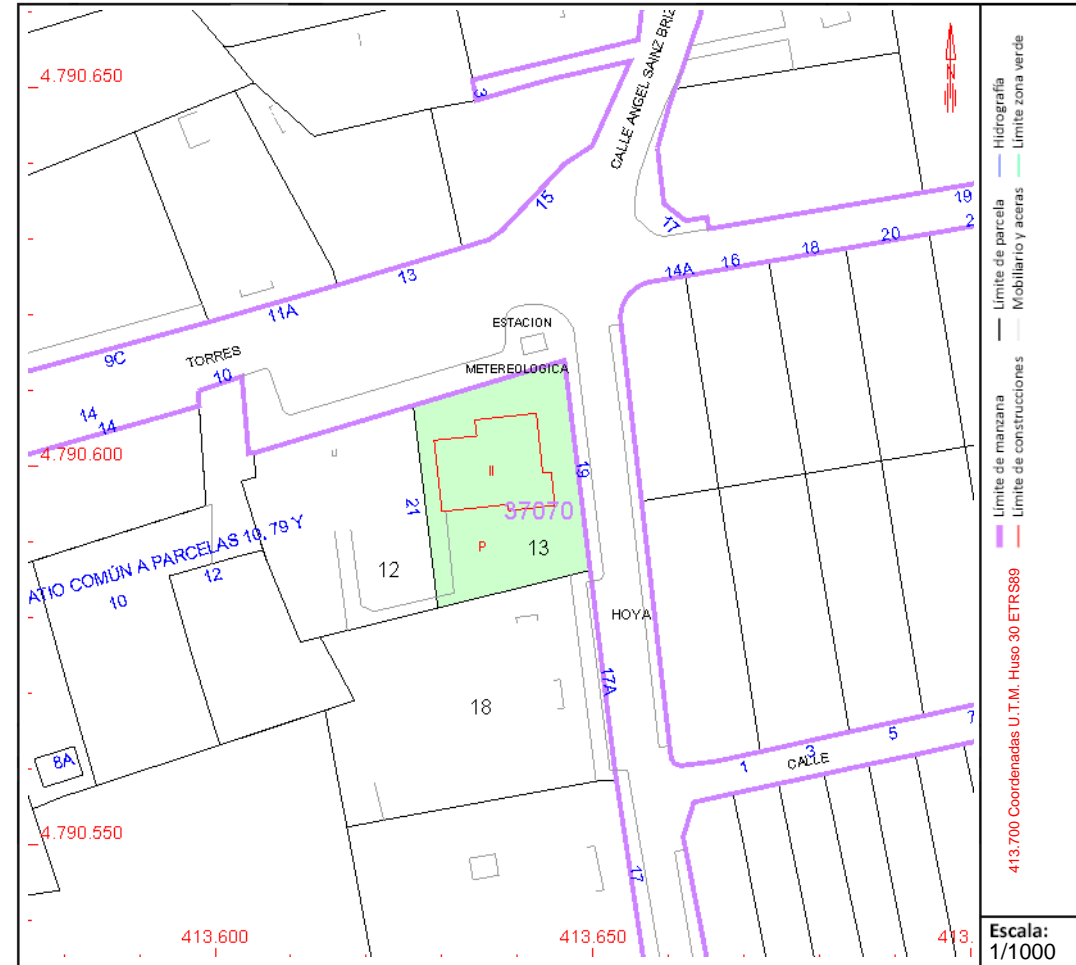 4.790.650
3
CALLE ANGEL SAINZ BRIZ
15
17
19
2
20
18
16
14A
13
11A
9C
TORRES
10
14
14
ESTACION
METEREOLOGICA
4.790.600
II
19
21
37070
P
13
12
ATIO COMÚN A PARCELAS 10, 79 Y
12
10
HOYA
17A
18
8A
1
3
5
7
CALLE
4.790.550
17
413.600
413.650
413.
N
Hidrografía
Límite zona verde
Límite de parcela
Mobiliario y aceras
Límite de manzana
Límite de construcciones
413.700 Coordenadas U.T.M. Huso 30 ETRS89
Escala:
1/1000